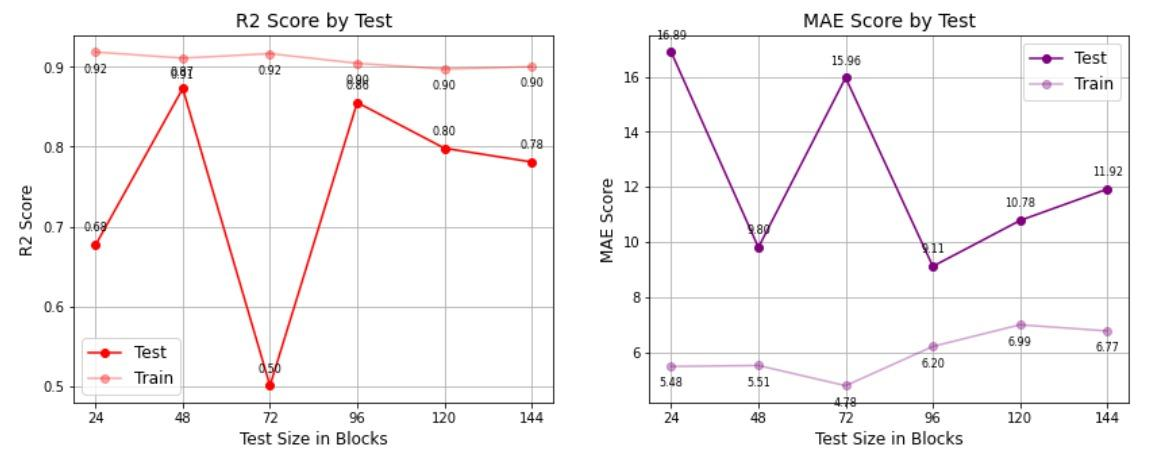 R2 Score by Test
R2 Score
0.9
0.8
0.7
0.6
0.5
0.92
0.87
0.91
0.92
0.90
0.86
0.90
0.90
0.68
0.50
0.80
0.78
Test
Train
24 48 72 96 120 144
Test Size in Blocks
MAE Score by Test
MAE Score
16
14
12
10
8
6
16.89
9.80
15.96
9.11
10.78
11.92
5.48
5.51
4.78
6.20
6.99
6.77
Test
Train
24 48 72 96 120 144
Test Size in Blocks